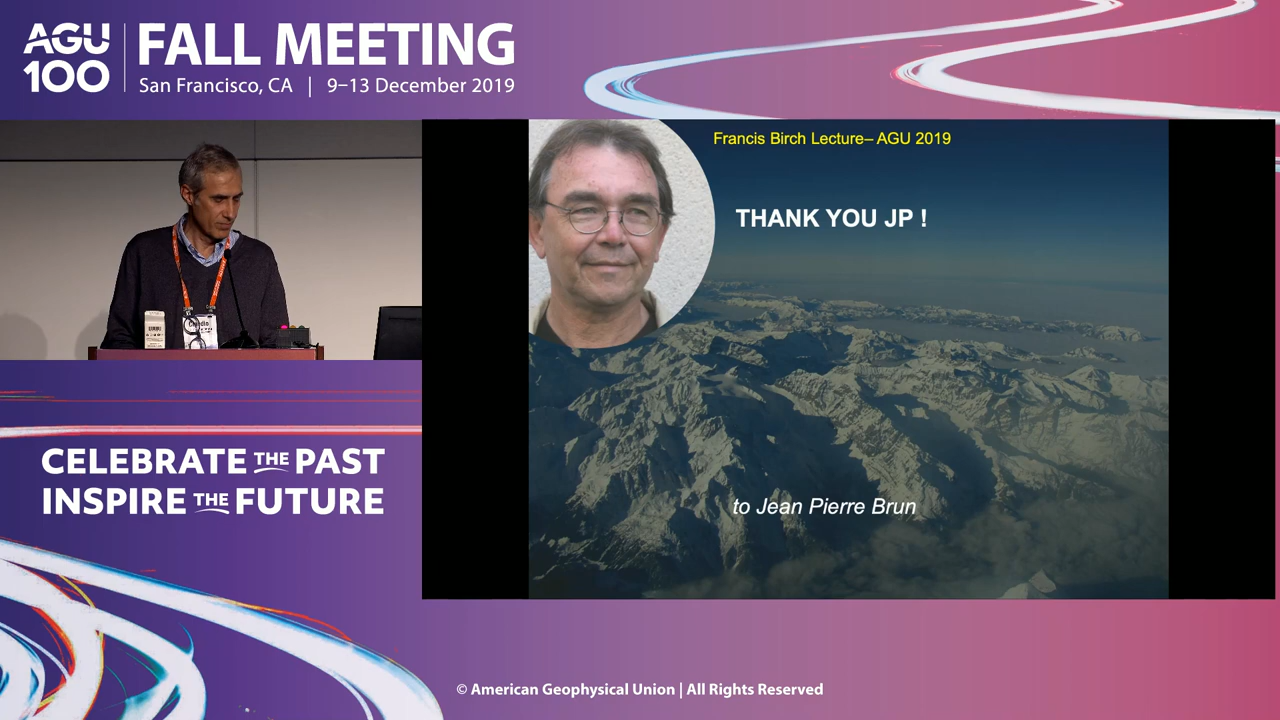 AGU
100
FALL MEETING
San Francisco, CA | 9–13 December 2019
Francis Birch Lecture– AGU 2019
THANK YOU JP !
to Jean Pierre Brun
CELEBRATE THE PAST
INSPIRE THE FUTURE
© American Geophysical Union | All Rights Reserved